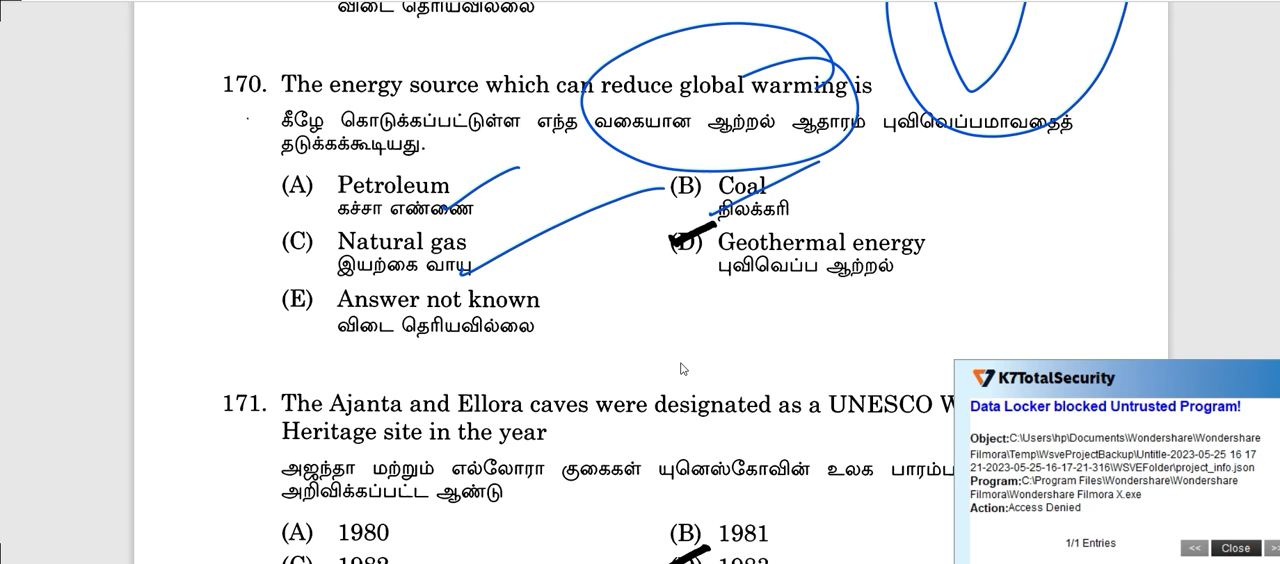 விடை தெரியவில்லை
170. The energy source which can reduce global warming is
கீழே கொடுக்கப்பட்டுள்ள எந்த வகையான ஆற்றல் ஆதாரம் புவிவெப்பமாவதைத்
தடுக்கக்கூடியது.
(A) Petroleum (B) Coal
கச்சா எண்ணை நிலக்கரி
(C) Natural gas (D) Geothermal energy
இயற்கை வாயு புவிவெப்ப ஆற்றல்
(E) Answer not known
விடை தெரியவில்லை
171. The Ajanta and Ellora caves were designated as a UNESCO W
Heritage site in the year
அஜந்தா மற்றும் எல்லோரா குகைகள் யுனெஸ்கோவின் உலக பாரம்ப
அறிவிக்கப்பட்ட ஆண்டு
(A) 1980 (B) 1981
K7TotalSecurity
Data Locker blocked Untrusted Program!
Object:C:\Users\hp\Documents\Wondershare\Wondershare
Filmora\Temp\WsveProjectBackup\Untitle-2023-05-25 16 17
21-2023-05-25-16-17-21-316\WSVEFolder\project_info.json
Program:C:\Program Files\Wondershare\Wondershare
Filmora\Wondershare Filmora X.exe
Action:Access Denied
1/1 Entries
<< Close >>